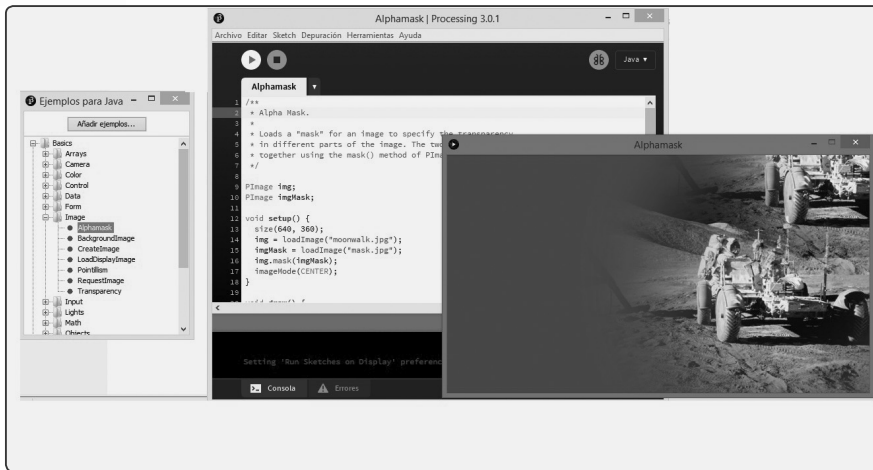 Alphamask | Processing 3.0.1
Archivo Editar Sketch Depuración Herramientas Ayuda
Java
Alphamask
1 /**
2 * Alpha Mask.
3 *
4 * Loads a "mask" for an image to specify the transparency
5 * in different parts of the image. The two
6 * together using the mask() method of PIma
7 */
8
9 PImage img;
10 PImage imgMask;
11
12 void setup() {
13 size(640, 360);
14 img = loadImage("moonwalk.jpg");
15 imgMask = loadImage("mask.jpg");
16 img.mask(imgMask);
17 imageMode(CENTER);
18 }
19
void draw() {
Setting 'Run Sketches on Display' preferenc
Consola Errores
Ejemplos para Java
Añadir ejemplos...
Basics
Arrays
Camera
Color
Control
Data
Form
Image
Alphamask
BackgroundImage
CreateImage
LoadDisplayImage
Pointillism
RequestImage
Transparency
Input
Lights
Math
Objects
Alphamask